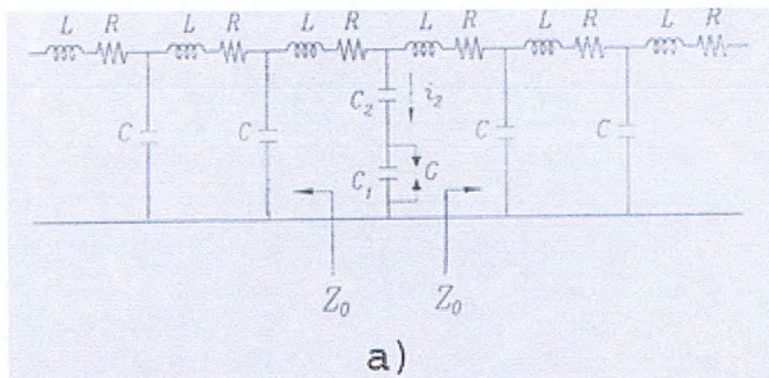 L R L R L R L R L R L R
C₂ i₂
C C C C
C₁ G
Z₀ Z₀
a)